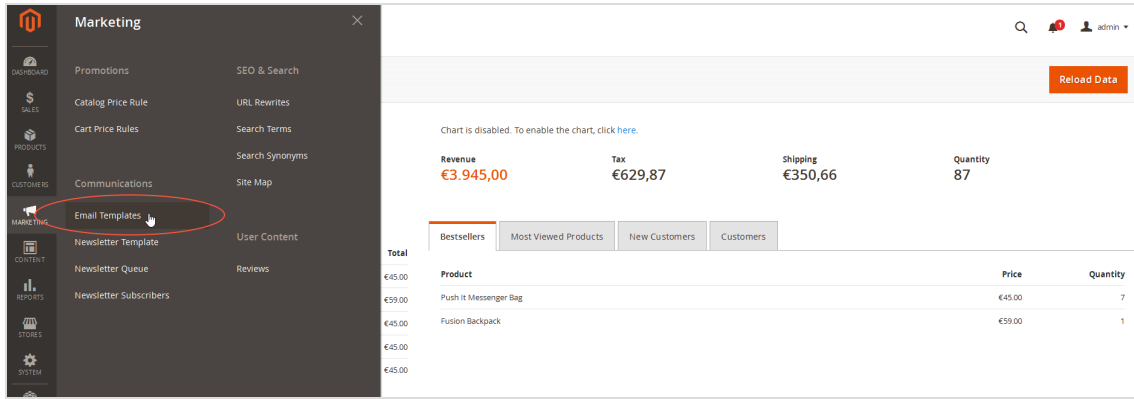 DASHBOARD
SALES
PRODUCTS
CUSTOMERS
MARKETING
CONTENT
REPORTS
STORES
SYSTEM
Marketing
Promotions
Catalog Price Rule
Cart Price Rules
Communications
Email Templates
Newsletter Template
Newsletter Queue
Newsletter Subscribers
SEO & Search
URL Rewrites
Search Terms
Search Synonyms
Site Map
User Content
Reviews
1
admin
Reload Data
Chart is disabled. To enable the chart, click here.
Revenue
€3.945,00
Tax
€629,87
Shipping
€350,66
Quantity
87
Total
€45.00
€59.00
€45.00
€45.00
€45.00
Bestsellers Most Viewed Products New Customers Customers
Product Price Quantity
Push It Messenger Bag €45.00 7
Fusion Backpack €59.00 1